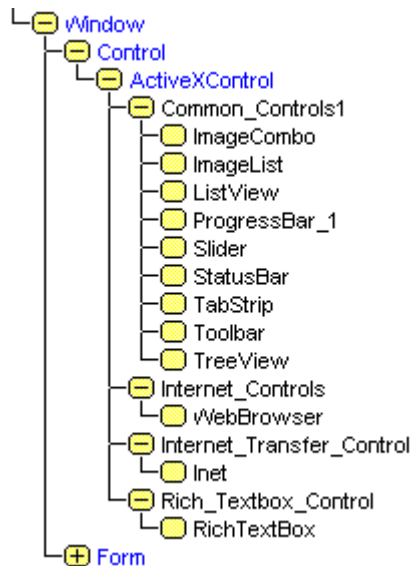 Window
Control
ActiveXControl
Common_Controls1
ImageCombo
ImageList
ListView
ProgressBar_1
Slider
StatusBar
TabStrip
Toolbar
TreeView
Internet_Controls
WebBrowser
Internet_Transfer_Control
Inet
Rich_Textbox_Control
RichTextBox
Form